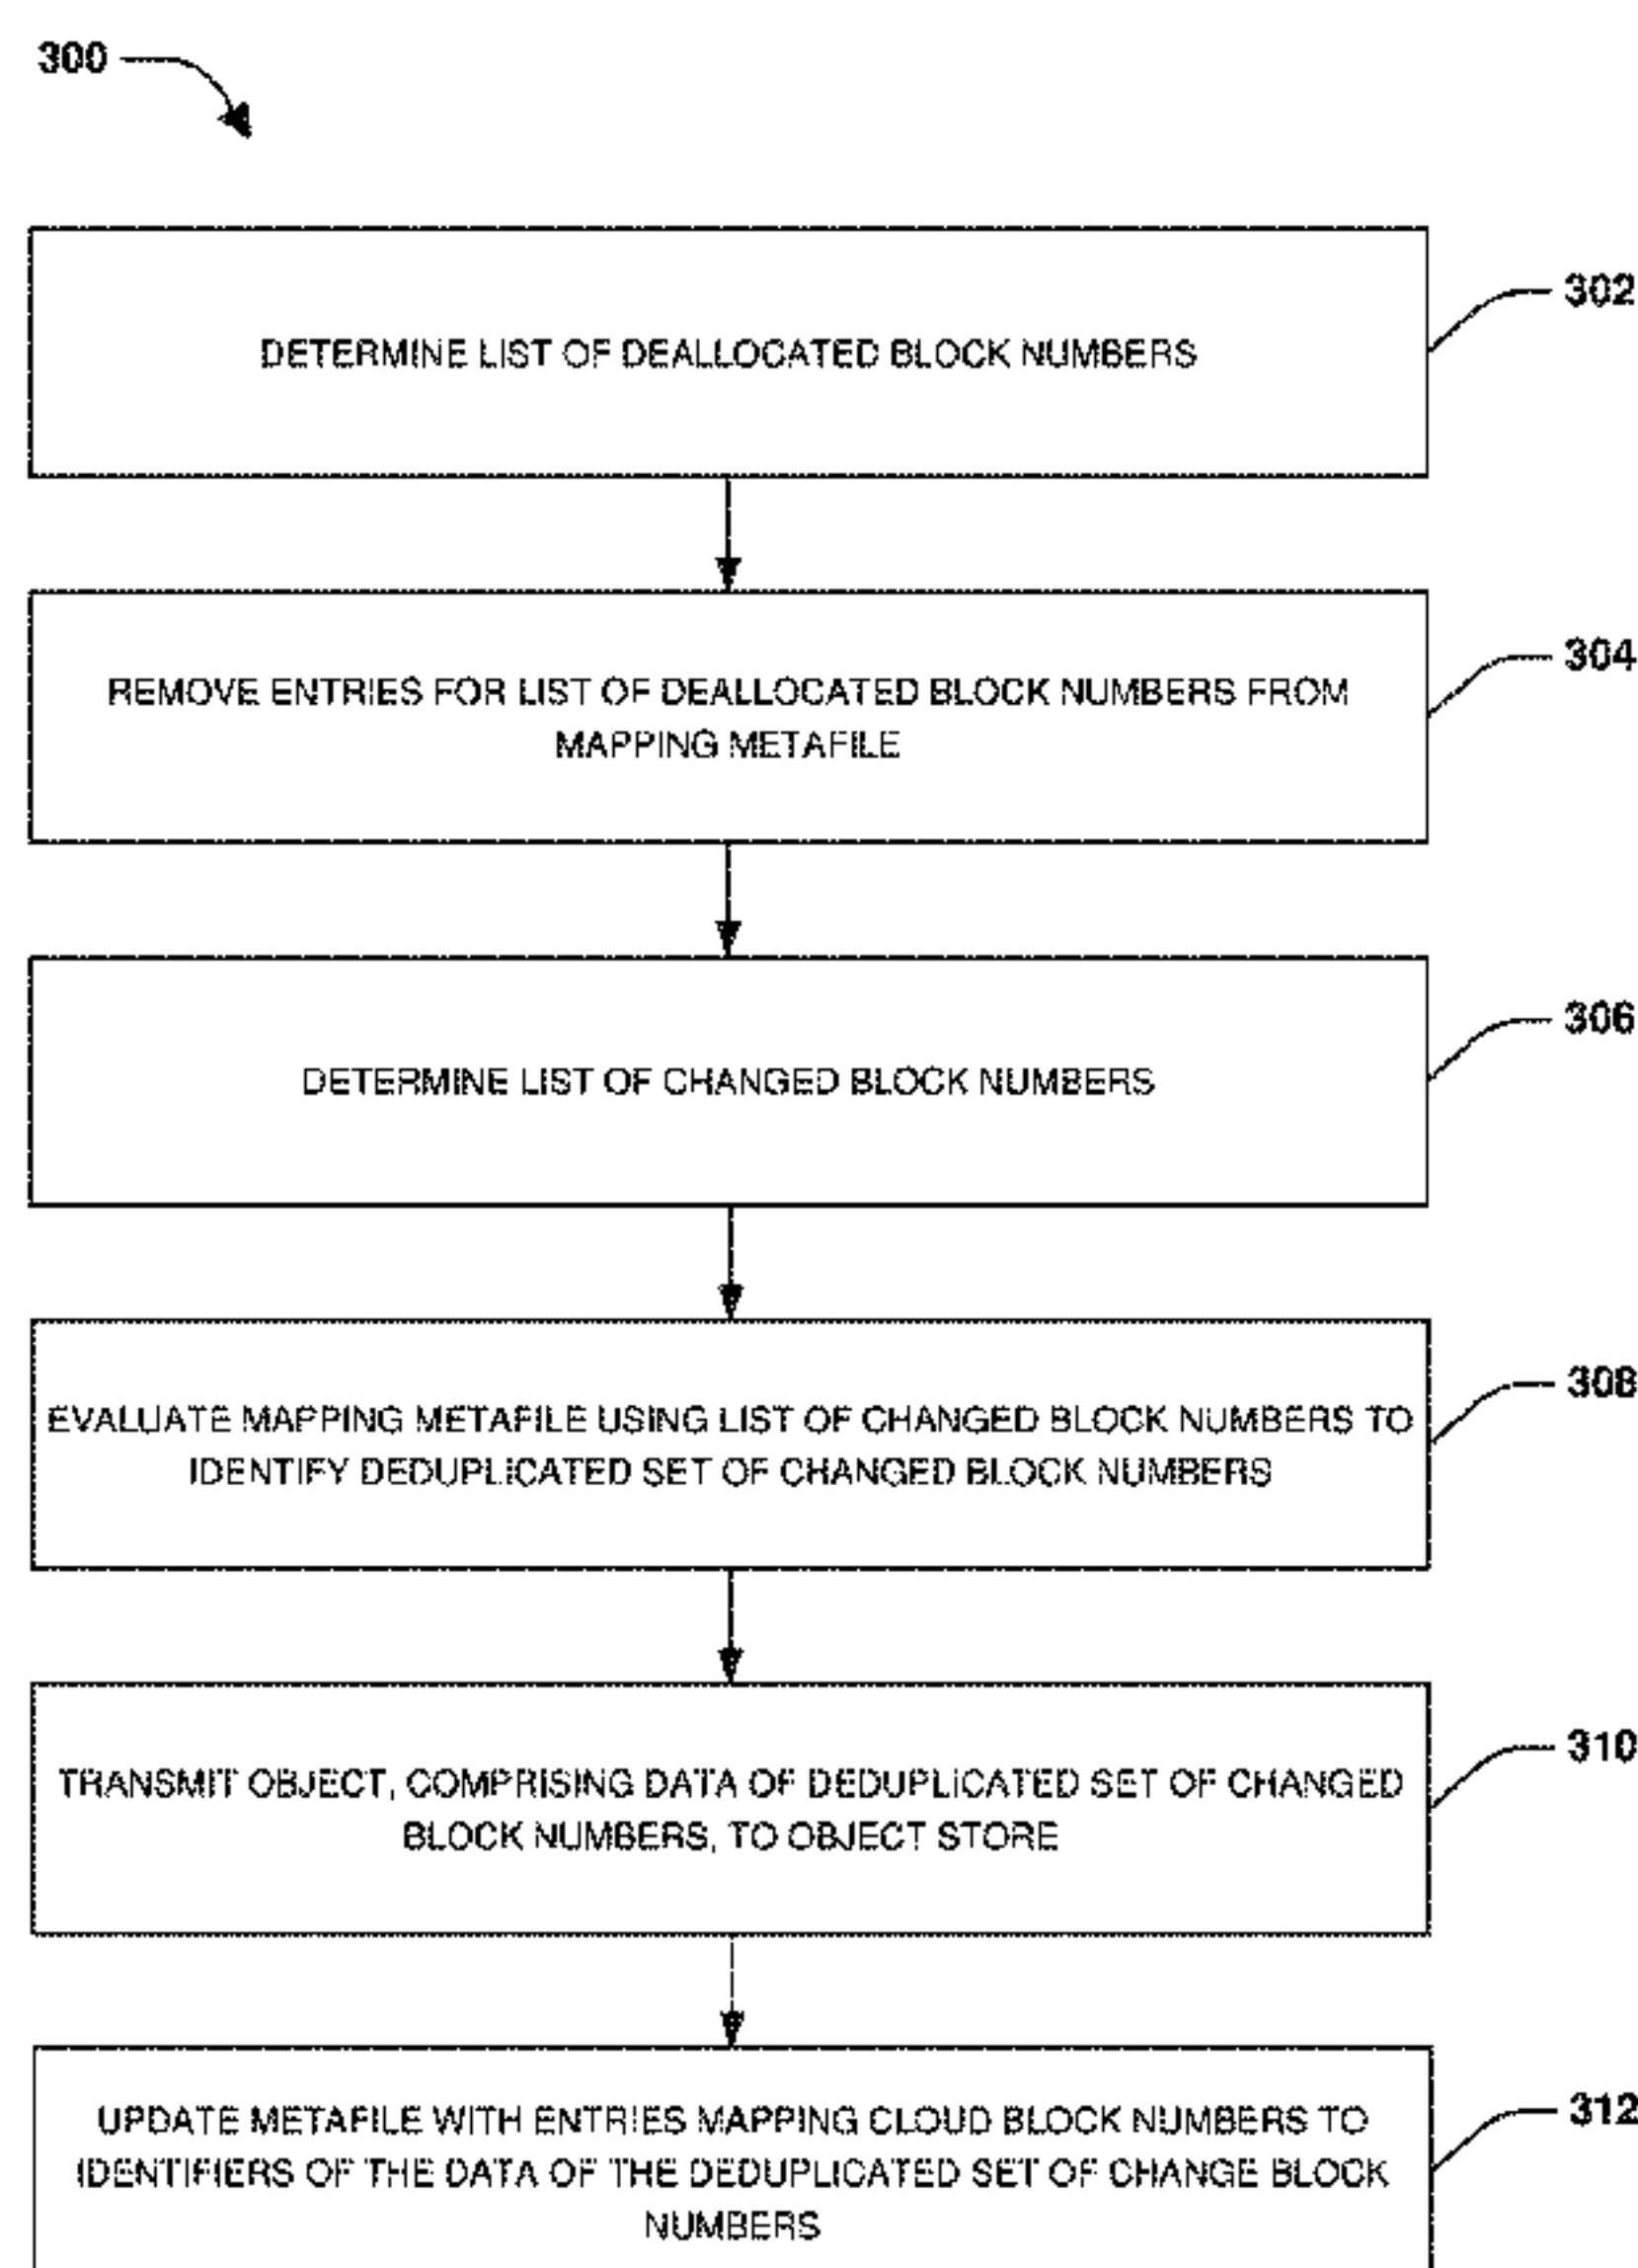 300
302
DETERMINE LIST OF DEALLOCATED BLOCK NUMBERS
304
REMOVE ENTRIES FOR LIST OF DEALLOCATED BLOCK NUMBERS FROM
MAPPING METAFILE
306
DETERMINE LIST OF CHANGED BLOCK NUMBERS
308
EVALUATE MAPPING METAFILE USING LIST OF CHANGED BLOCK NUMBERS TO
IDENTIFY DEDUPLICATED SET OF CHANGED BLOCK NUMBERS
310
TRANSMIT OBJECT, COMPRISING DATA OF DEDUPLICATED SET OF CHANGED
BLOCK NUMBERS, TO OBJECT STORE
312
UPDATE METAFILE WITH ENTRIES MAPPING CLOUD BLOCK NUMBERS TO
IDENTIFIERS OF THE DATA OF THE DEDUPLICATED SET OF CHANGE BLOCK
NUMBERS